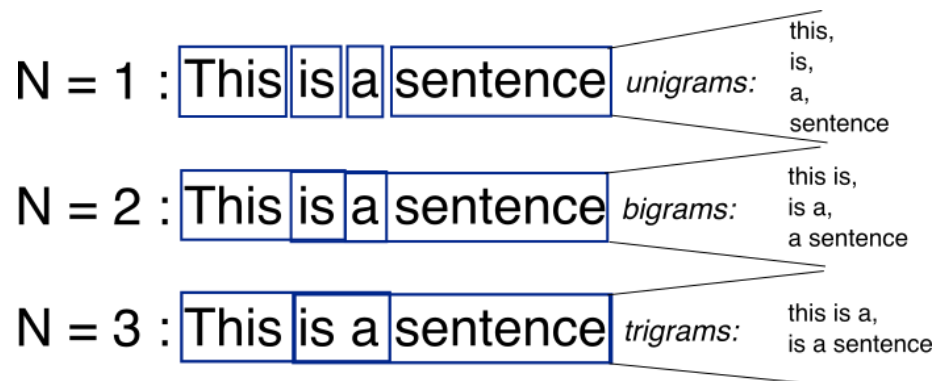 N = 1 : This is a sentence unigrams:
this,
is,
a,
sentence
N = 2 : This is a sentence bigrams:
this is,
is a,
a sentence
N = 3 : This is a sentence trigrams:
this is a,
is a sentence